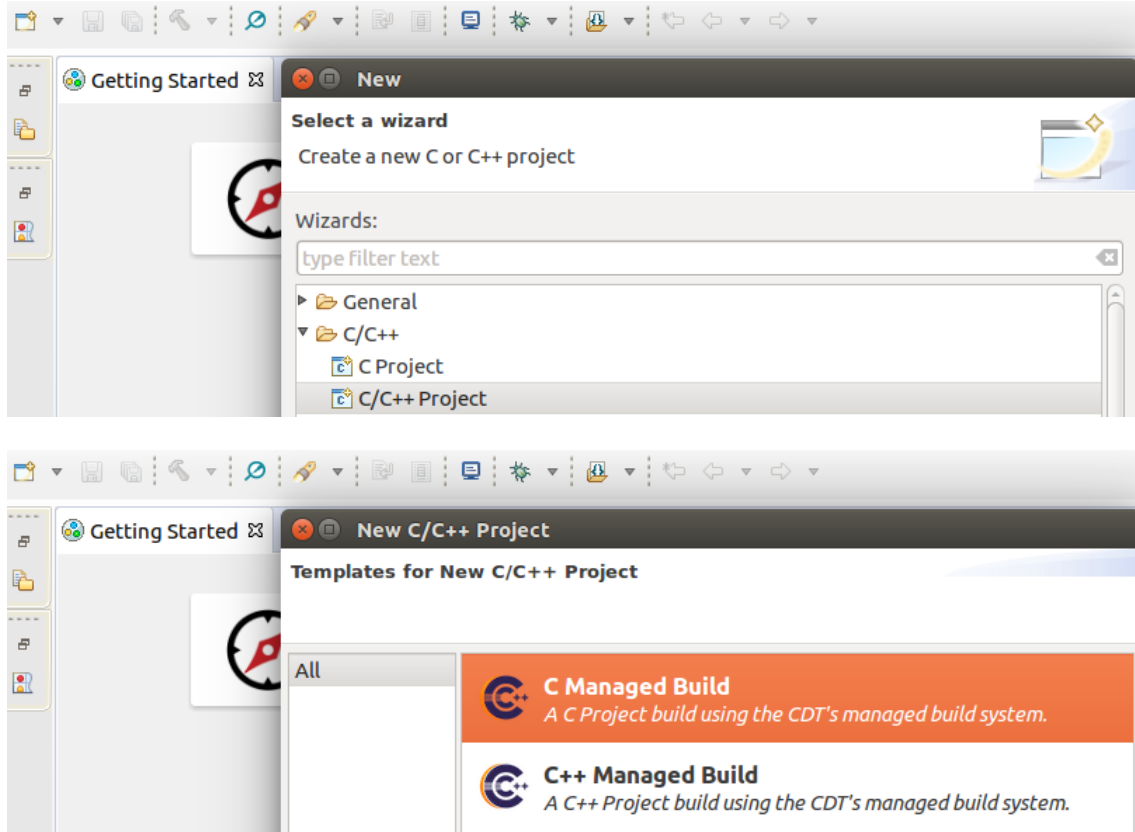 Getting Started
New
Select a wizard
Create a new C or C++ project
Wizards:
type filter text
General
C/C++
C Project
C/C++ Project
Getting Started
New C/C++ Project
Templates for New C/C++ Project
All
C Managed Build
A C Project build using the CDT's managed build system.
C++ Managed Build
A C++ Project build using the CDT's managed build system.